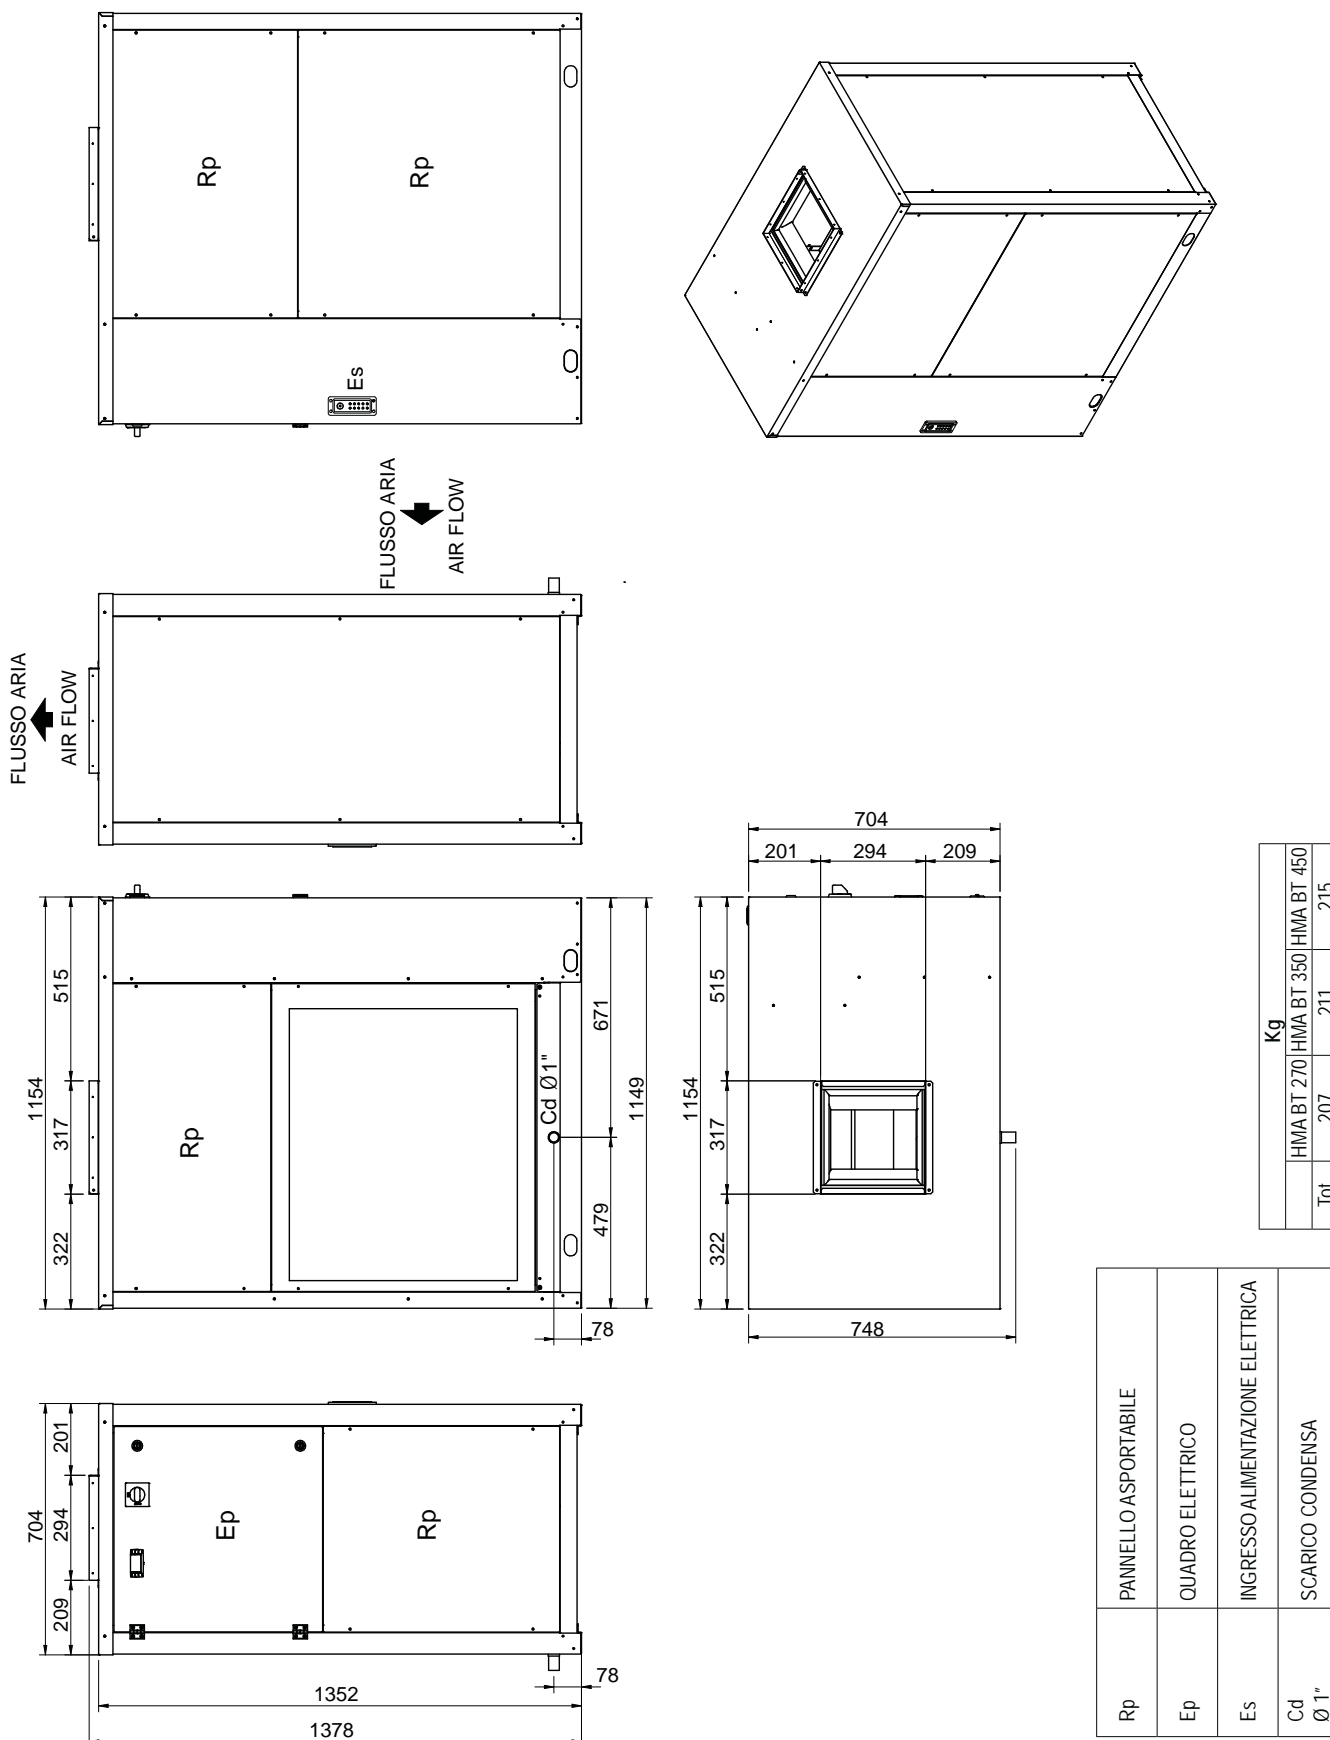 Rp
Rp
Es
FLUSSO ARIA
AIR FLOW
FLUSSO ARIA
AIR FLOW
1154
515
317
322
Rp
Cd Ø1"
671
479
1149
78
704
201
294
209
1154
515
317
322
748
704
201
294
209
Ep
Rp
78
1352
1378
Kg
HMA BT 270 HMA BT 350 HMA BT 450
Tot 207 211 215
Rp PANNELLO ASPORTABILE
Ep QUADRO ELETTRICO
Es INGRESSO ALIMENTAZIONE ELETTRICA
Cd SCARICO CONDENSA
Ø 1"